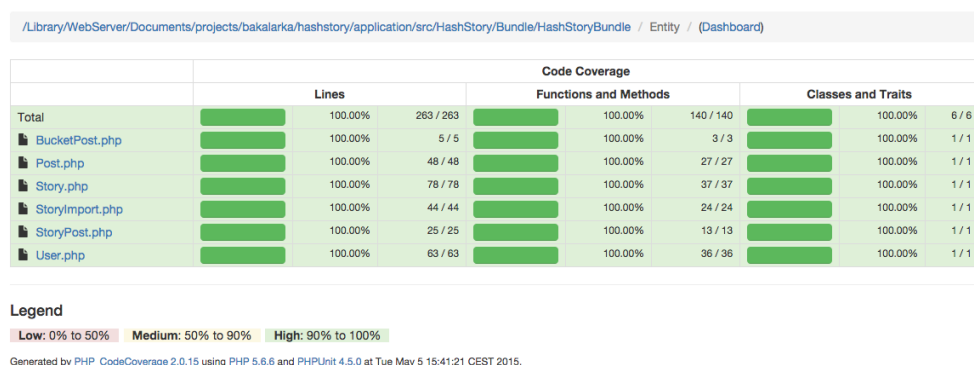 /Library/WebServer/Documents/projects/bakalarka/hashstory/application/src/HashStory/Bundle/HashStoryBundle / Entity / (Dashboard)
Code Coverage
Lines Functions and Methods Classes and Traits
Total 100.00% 263 / 263 100.00% 140 / 140 100.00% 6 / 6
BucketPost.php 100.00% 5 / 5 100.00% 3 / 3 100.00% 1 / 1
Post.php 100.00% 48 / 48 100.00% 27 / 27 100.00% 1 / 1
Story.php 100.00% 78 / 78 100.00% 37 / 37 100.00% 1 / 1
StoryImport.php 100.00% 44 / 44 100.00% 24 / 24 100.00% 1 / 1
StoryPost.php 100.00% 25 / 25 100.00% 13 / 13 100.00% 1 / 1
User.php 100.00% 63 / 63 100.00% 36 / 36 100.00% 1 / 1
Legend
Low: 0% to 50% Medium: 50% to 90% High: 90% to 100%
Generated by PHP_CodeCoverage 2.0.15 using PHP 5.6.6 and PHPUnit 4.5.0 at Tue May 5 15:41:21 CEST 2015.